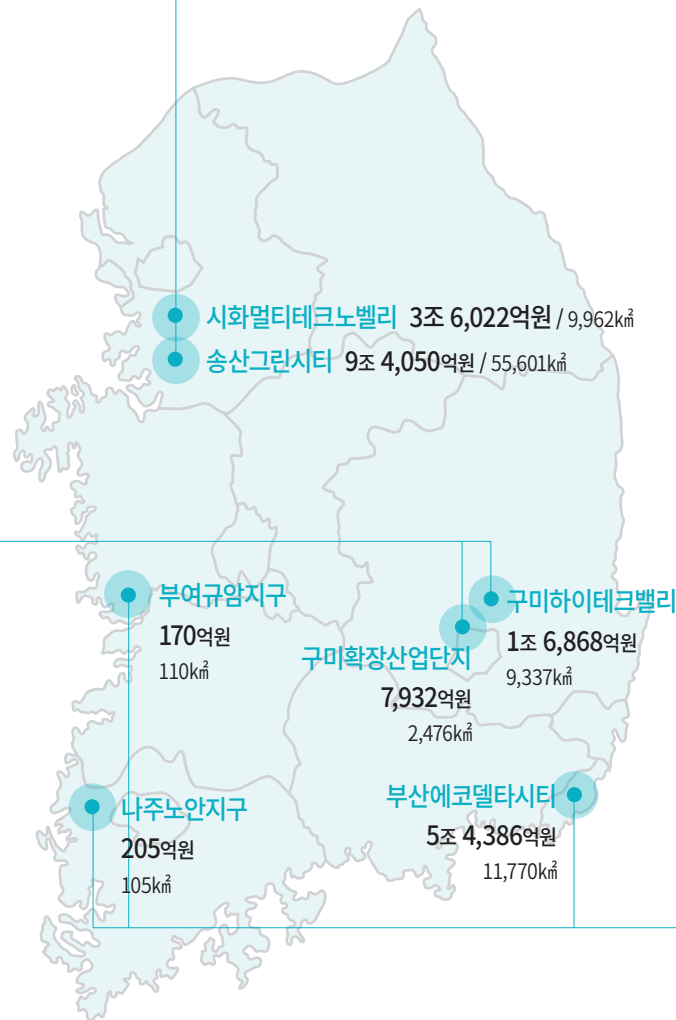 시화멀티테크노벨리 3조 6,022억원 / 9,962㎢
송산그린시티 9조 4,050억원 / 55,601㎢
부여규암지구
170억원
110㎢
구미하이테크밸리
1조 6,868억원
9,337㎢
구미확장산업단지
7,932억원
2,476㎢
나주노안지구
205억원
105㎢
부산에코델타시티
5조 4,386억원
11,770㎢